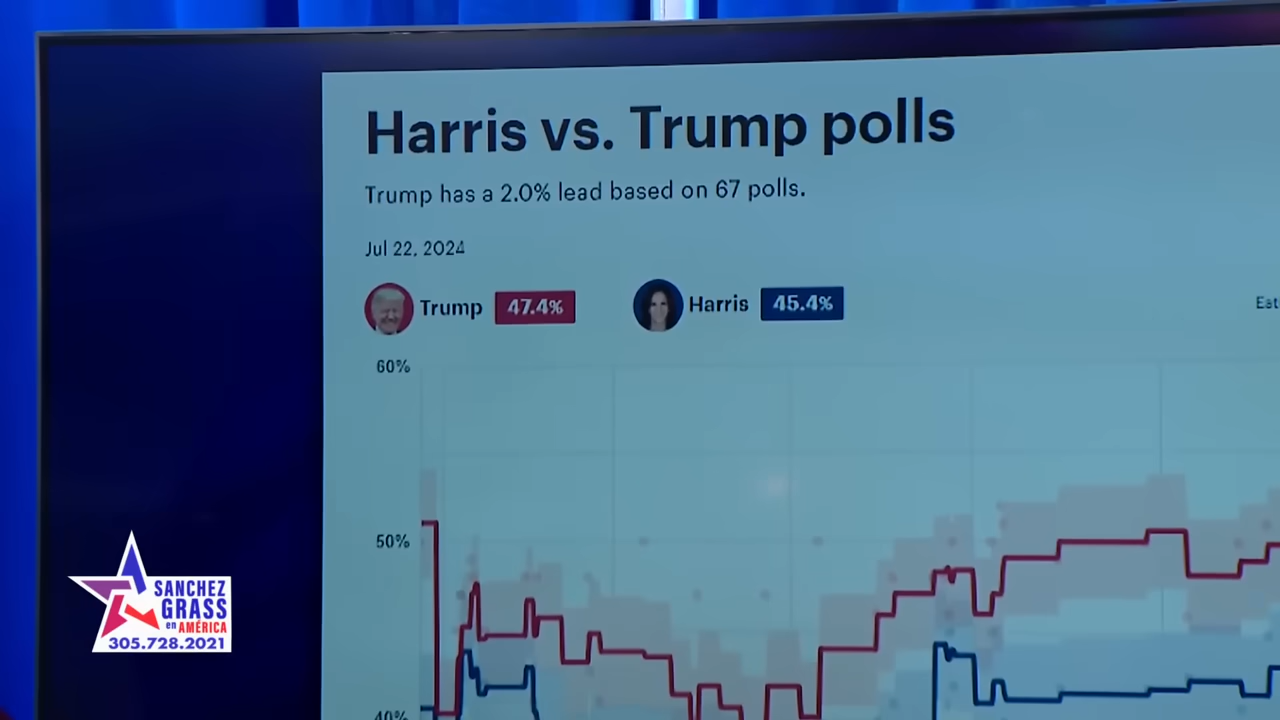 Harris vs. Trump polls
Trump has a 2.0% lead based on 67 polls.
Jul 22, 2024
Trump 47.4% Harris 45.4%
Est
60%
50%
40%
SANCHEZ
GRASS
en AMÉRICA
305.728.2021